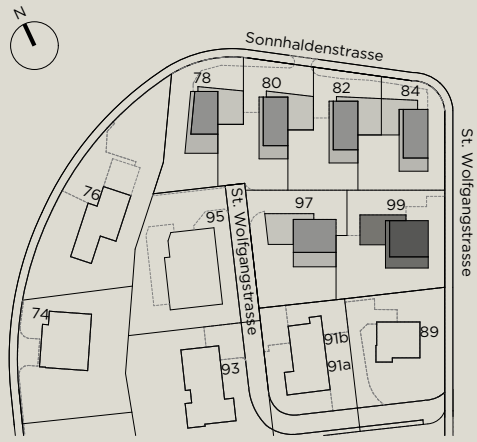 N
Sonnhaldenstrasse
78
80
82
84
76
St. Wolfgangstrasse
95
St. Wolfgangstrasse
97
99
74
93
91b
91a
89